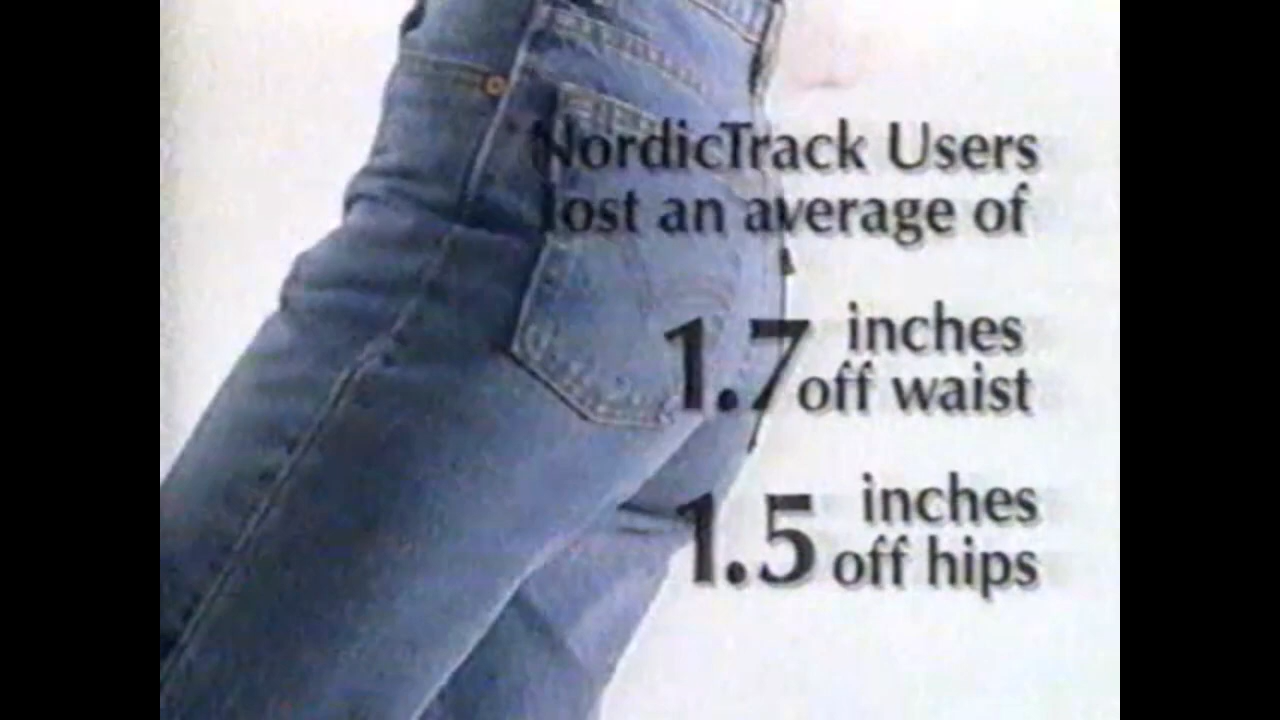 NordicTrack Users
lost an average of
1.7 inches
off waist
1.5 inches
off hips